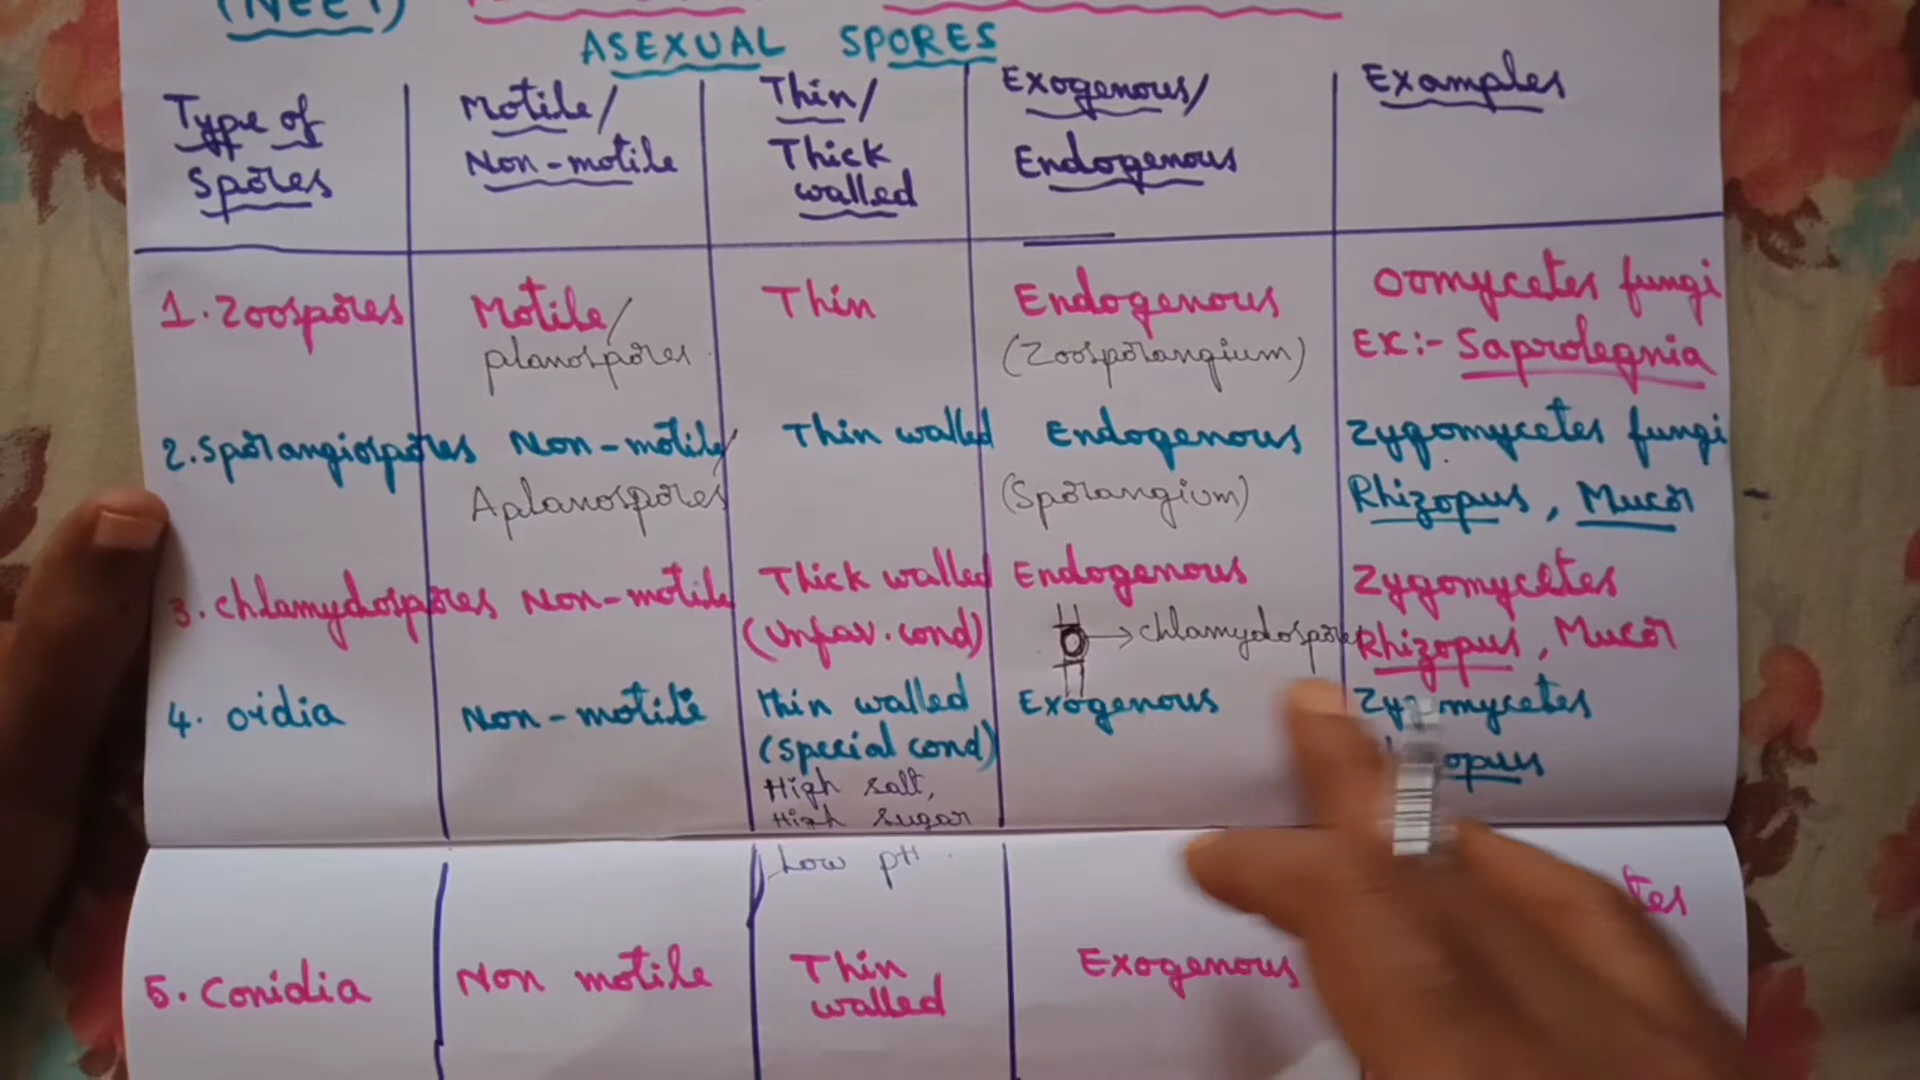 (NEET)
ASEXUAL SPORES
Type of Spores
Motile/ Non-motile
Thin/ Thick walled
Exogenous/ Endogenous
Examples
1. Zoospores
Motile/ planospores
Thin
Endogenous (Zoosporangium)
Oomycetes fungi
EX:- Saprolegnia
2. Sporangiospores
Non-motile/ Aplanospores
Thin walled
Endogenous (Sporangium)
Zygomycetes fungi
Rhizopus, Mucor
3. Chlamydospores
Non-motile
Thick walled (Unfav. cond)
Endogenous
chlamydospore
Zygomycetes
Rhizopus, Mucor
4. Oidia
Non-motile
Thin walled (special cond)
High salt,
High sugar
Low pH.
Exogenous
Zygomycetes
5. Conidia
Non motile
Thin walled
Exogenous